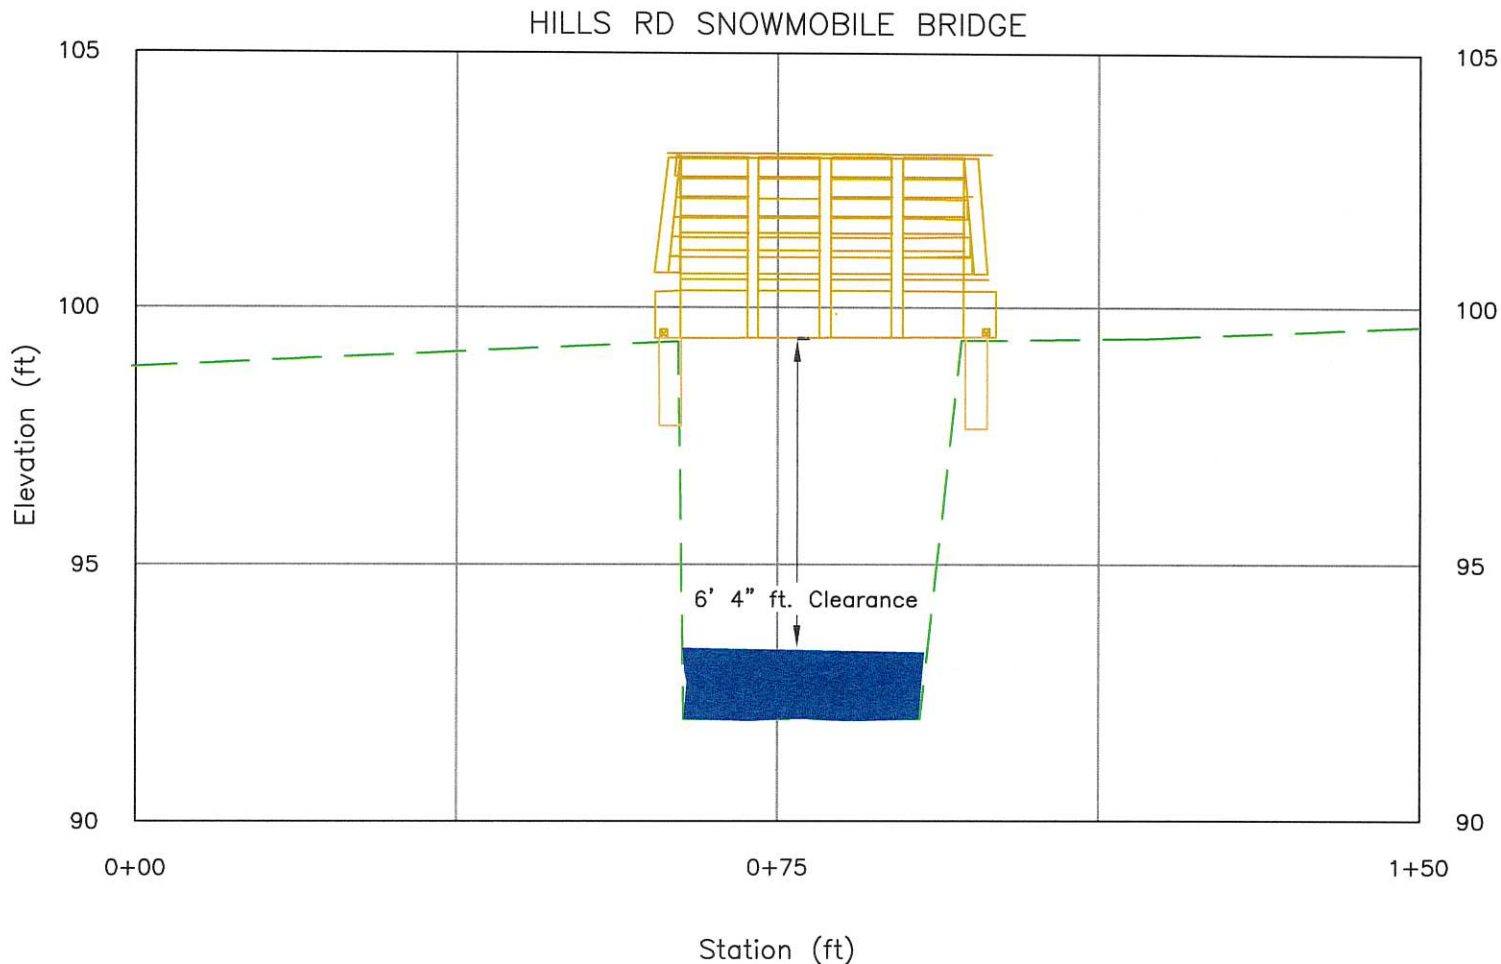 HILLS RD SNOWMOBILE BRIDGE
105 105
100 100
Elevation (ft)
95 95
6' 4" ft. Clearance
90 90
0+00 0+75 1+50
Station (ft)